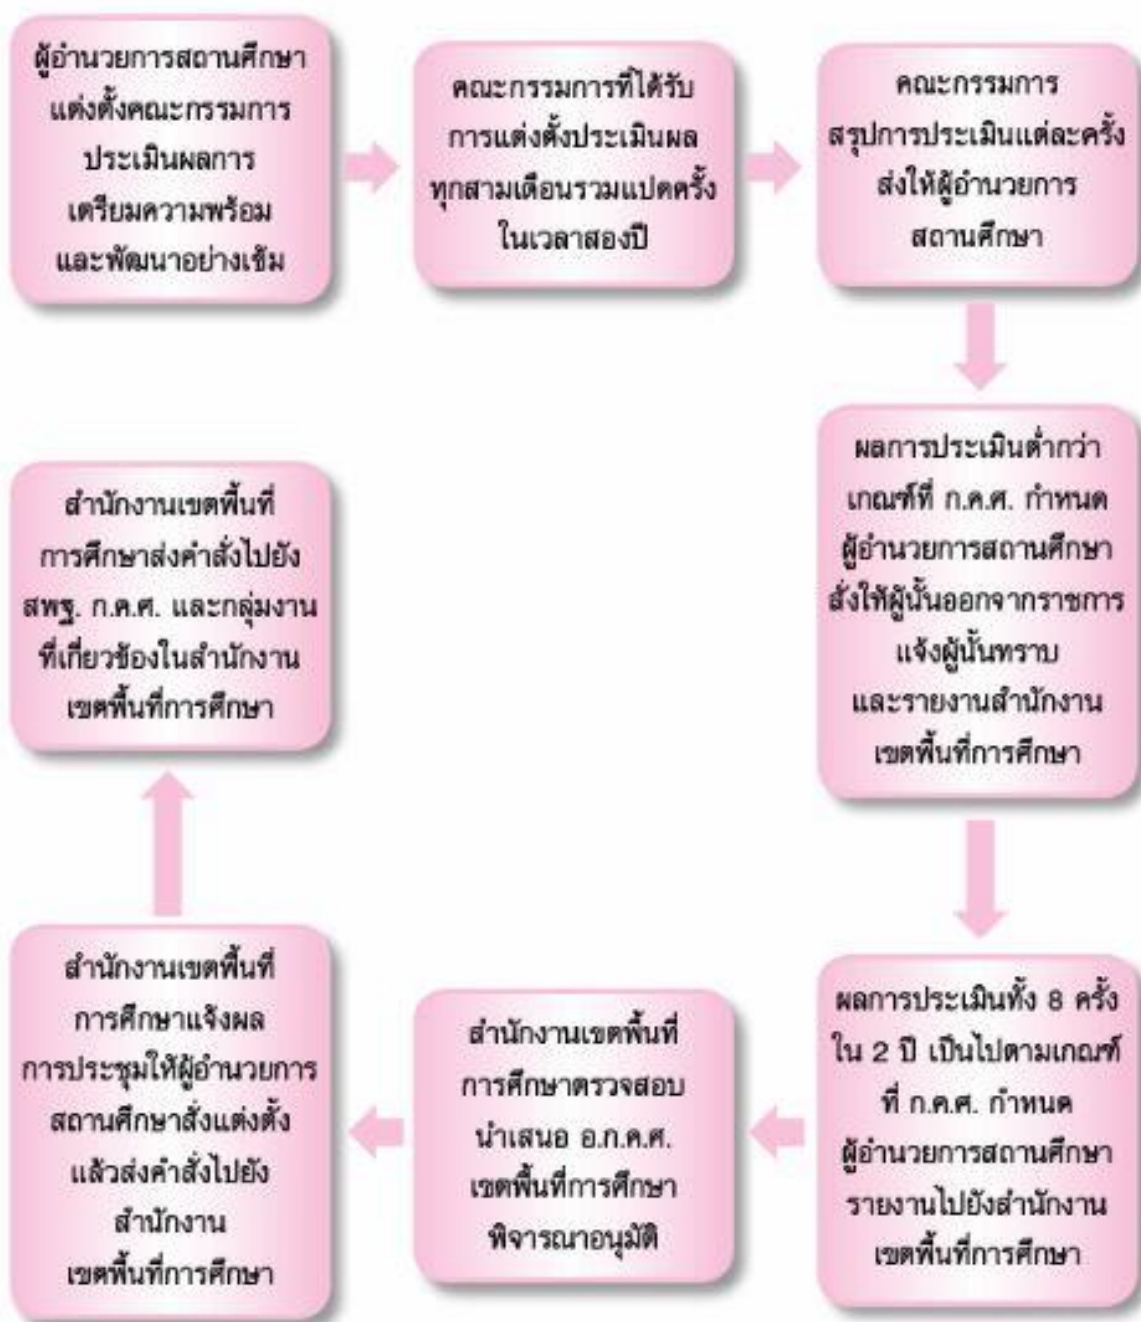 ผู้อำนวยการสถานศึกษา
แต่งตั้งคณะกรรมการ
ประเมินผลการ
เตรียมความพร้อม
และพัฒนาอย่างเข้ม
คณะกรรมการที่ได้รับ
การแต่งตั้งประเมินผล
ทุกสามเดือนรวมแปดครั้ง
ในเวลาสองปี
คณะกรรมการ
สรุปการประเมินแต่ละครั้ง
ส่งให้ผู้อำนวยการ
สถานศึกษา
ผลการประเมินต่ำกว่า
เกณฑ์ที่ ก.ค.ศ. กำหนด
ผู้อำนวยการสถานศึกษา
สั่งให้ผู้นั้นออกจากราชการ
แจ้งผู้นั้นทราบ
และรายงานสำนักงาน
เขตพื้นที่การศึกษา
ผลการประเมินทั้ง 8 ครั้ง
ใน 2 ปี เป็นไปตามเกณฑ์
ที่ ก.ค.ศ. กำหนด
ผู้อำนวยการสถานศึกษา
รายงานไปยังสำนักงาน
เขตพื้นที่การศึกษา
สำนักงานเขตพื้นที่
การศึกษาตรวจสอบ
นำเสนอ อ.ก.ค.ศ.
เขตพื้นที่การศึกษา
พิจารณาอนุมัติ
สำนักงานเขตพื้นที่
การศึกษาแจ้งผล
การประชุมให้ผู้อำนวยการ
สถานศึกษาสั่งแต่งตั้ง
แล้วส่งคำสั่งไปยัง
สำนักงาน
เขตพื้นที่การศึกษา
สำนักงานเขตพื้นที่
การศึกษาส่งคำสั่งไปยัง
สพฐ. ก.ค.ศ. และกลุ่มงาน
ที่เกี่ยวข้องในสำนักงาน
เขตพื้นที่การศึกษา